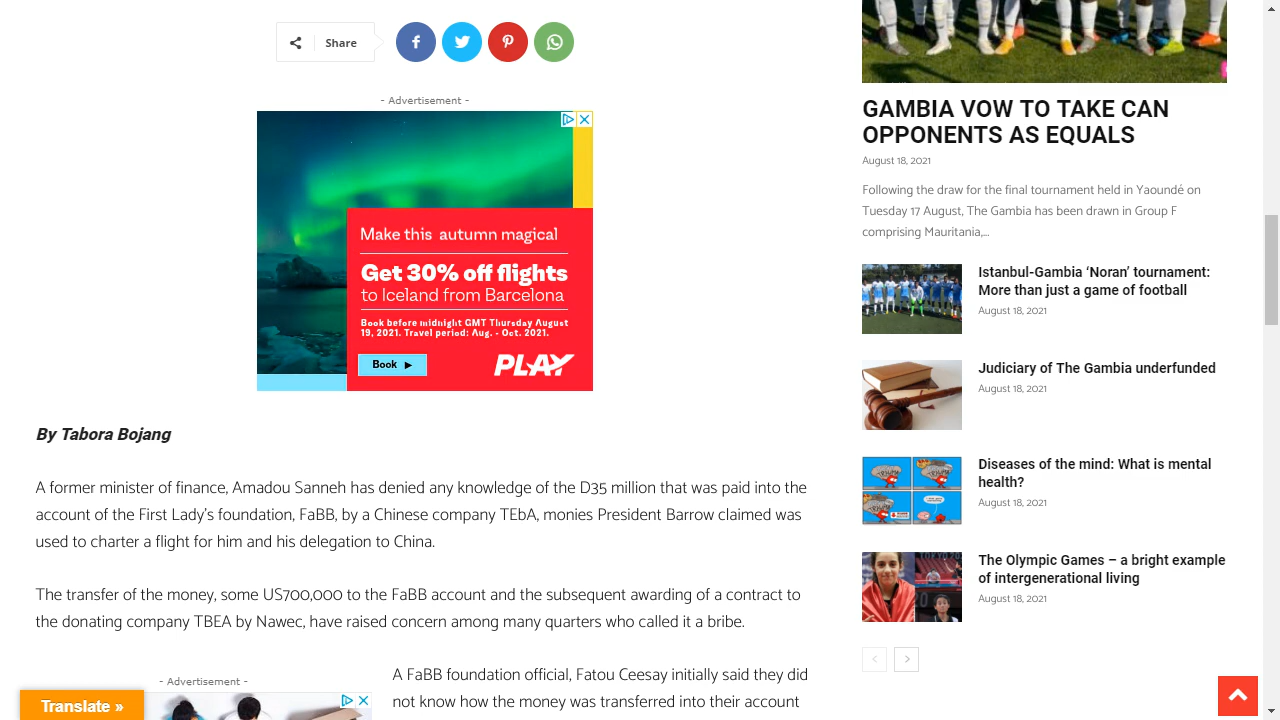 Share
- Advertisement -
Make this autumn magical
Get 30% off flights
to Iceland from Barcelona
Book before midnight GMT Thursday August
19, 2021. Travel period: Aug. - Oct. 2021.
Book
PLAY
By Tabora Bojang
A former minister of finance, Amadou Sanneh has denied any knowledge of the D35 million that was paid into the
account of the First Lady’s foundation, FaBB, by a Chinese company TEbA, monies President Barrow claimed was
used to charter a flight for him and his delegation to China.
The transfer of the money, some US700,000 to the FaBB account and the subsequent awarding of a contract to
the donating company TBEA by Nawec, have raised concern among many quarters who called it a bribe.
- Advertisement -
A FaBB foundation official, Fatou Ceesay initially said they did
not know how the money was transferred into their account
Translate »
GAMBIA VOW TO TAKE CAN
OPPONENTS AS EQUALS
August 18, 2021
Following the draw for the final tournament held in Yaoundé on
Tuesday 17 August, The Gambia has been drawn in Group F
comprising Mauritania,...
Istanbul-Gambia ‘Noran’ tournament:
More than just a game of football
August 18, 2021
Judiciary of The Gambia underfunded
August 18, 2021
Diseases of the mind: What is mental
health?
August 18, 2021
The Olympic Games – a bright example
of intergenerational living
August 18, 2021